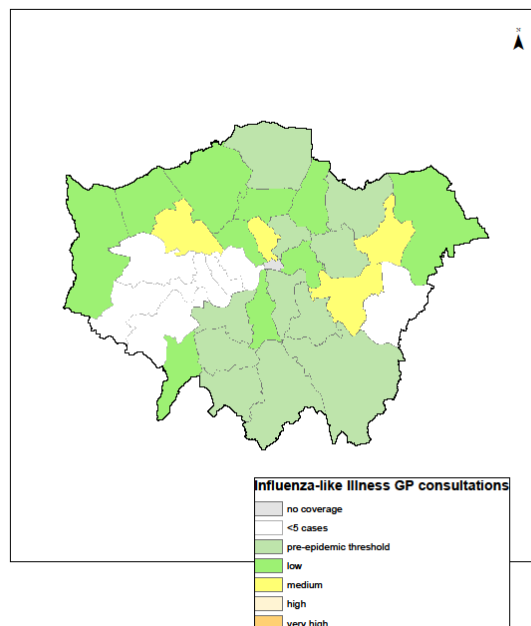 Influenza-like Illness GP consultations
no coverage
<5 cases
pre-epidemic threshold
low
medium
high
very high